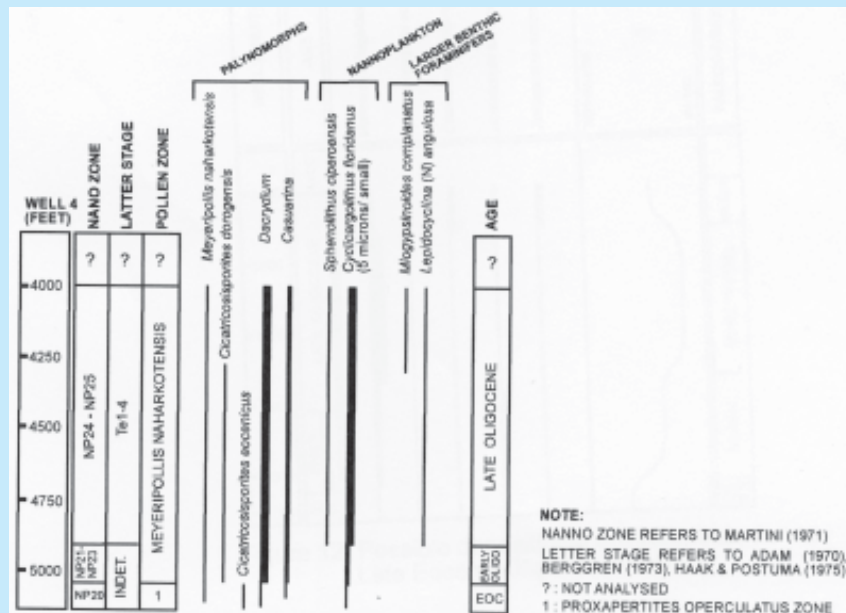 PALYNOMORPHS
NANNOPLANKTON
LARGER BENTHIC
FORAMINIFERS
WELL 4
(FEET)
NANO ZONE
LATTER STAGE
POLLEN ZONE
Meyeripollis naharkotensis
Cicatricosisporites dorogensis
Cicatricosisporites eocenicus
Dacrydium
Casuarina
Sphenolithus ciperoensis
Cyclicargolithus floridanus
(5 microns/ small)
Miogypsinoides complanatus
Lepidocyclina (N) angulosa
AGE
? ? ? ?
4000
4250
4500
4750
5000
NP24 - NP25
NP21-
NP23
NP20
Te1-4
INDET.
MEYERIPOLLIS NAHARKOTENSIS
1
LATE OLIGOCENE
EARLY
OLIGO
EOC
NOTE:
NANNO ZONE REFERS TO MARTINI (1971)
LETTER STAGE REFERS TO ADAM (1970),
BERGGREN (1973), HAAK & POSTUMA (1975)
? : NOT ANALYSED
1 : PROXAPERTITES OPERCULATUS ZONE